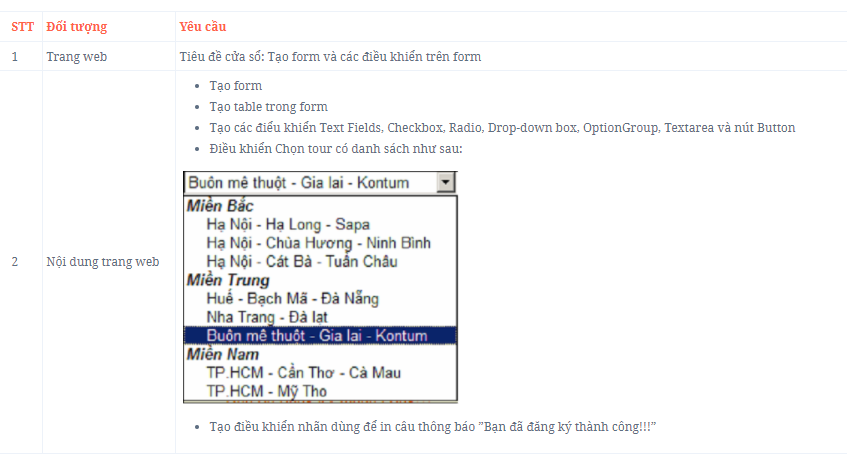 STT Đối tượng Yêu cầu
1 Trang web Tiêu đề cửa sổ: Tạo form và các điều khiển trên form
Tạo form
Tạo table trong form
Tạo các điều khiển Text Fields, Checkbox, Radio, Drop-down box, OptionGroup, Textarea và nút Button
Điều khiển Chọn tour có danh sách như sau:
Buôn mê thuột - Gia lai - Kontum
Miền Bắc
Hạ Nội - Hạ Long - Sapa
Hạ Nội - Chùa Hương - Ninh Bình
Hạ Nội - Cát Bà - Tuần Châu
Miền Trung
Huế - Bạch Mã - Đà Nẵng
Nha Trang - Đà lạt
Buôn mê thuột - Gia lai - Kontum
Miền Nam
TP.HCM - Cần Thơ - Cà Mau
TP.HCM - Mỹ Tho
2 Nội dung trang web
Tạo điều khiển nhãn dùng để in câu thông báo ”Bạn đã đăng ký thành công!!!”